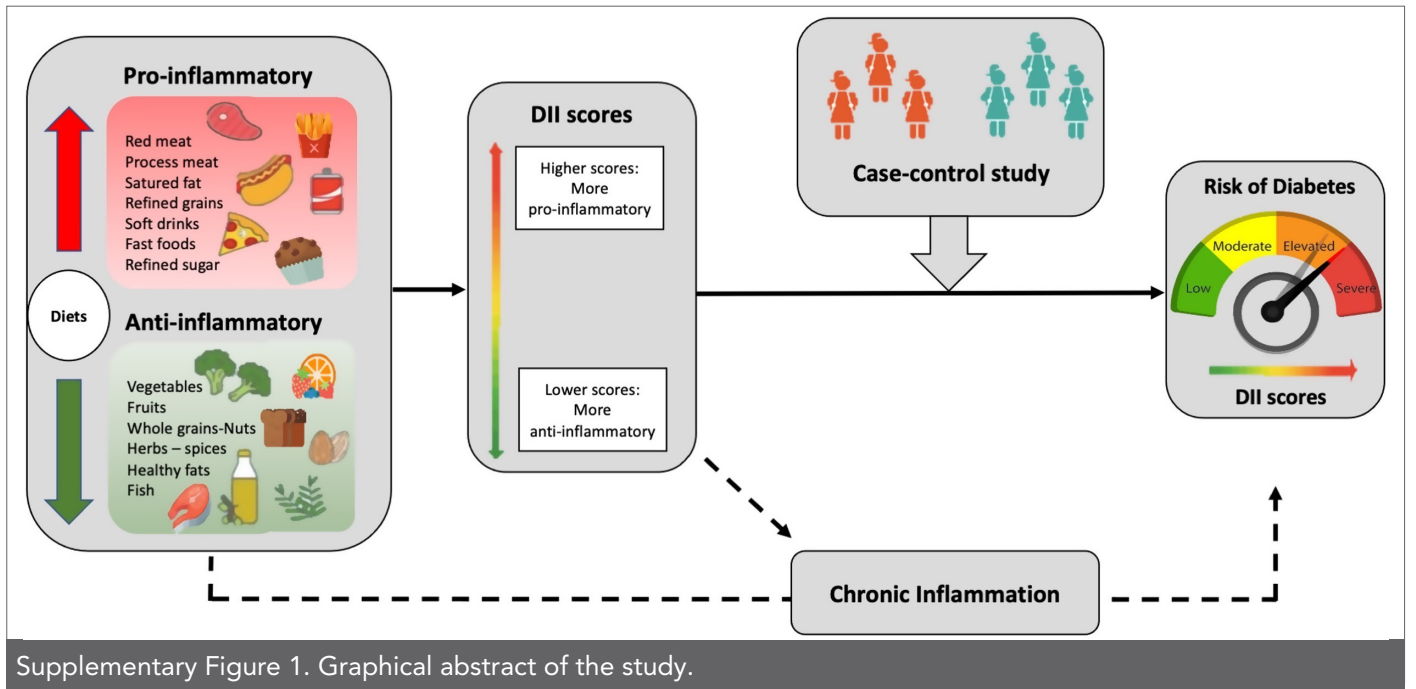 Pro-inflammatory
Red meat
Process meat
Satured fat
Refined grains
Soft drinks
Fast foods
Refined sugar
Diets
Anti-inflammatory
Vegetables
Fruits
Whole grains-Nuts
Herbs – spices
Healthy fats
Fish
DII scores
Higher scores:
More
pro-inflammatory
Lower scores:
More
anti-inflammatory
Case-control study
Chronic Inflammation
Risk of Diabetes
Low
Moderate
Elevated
Severe
DII scores
Supplementary Figure 1. Graphical abstract of the study.